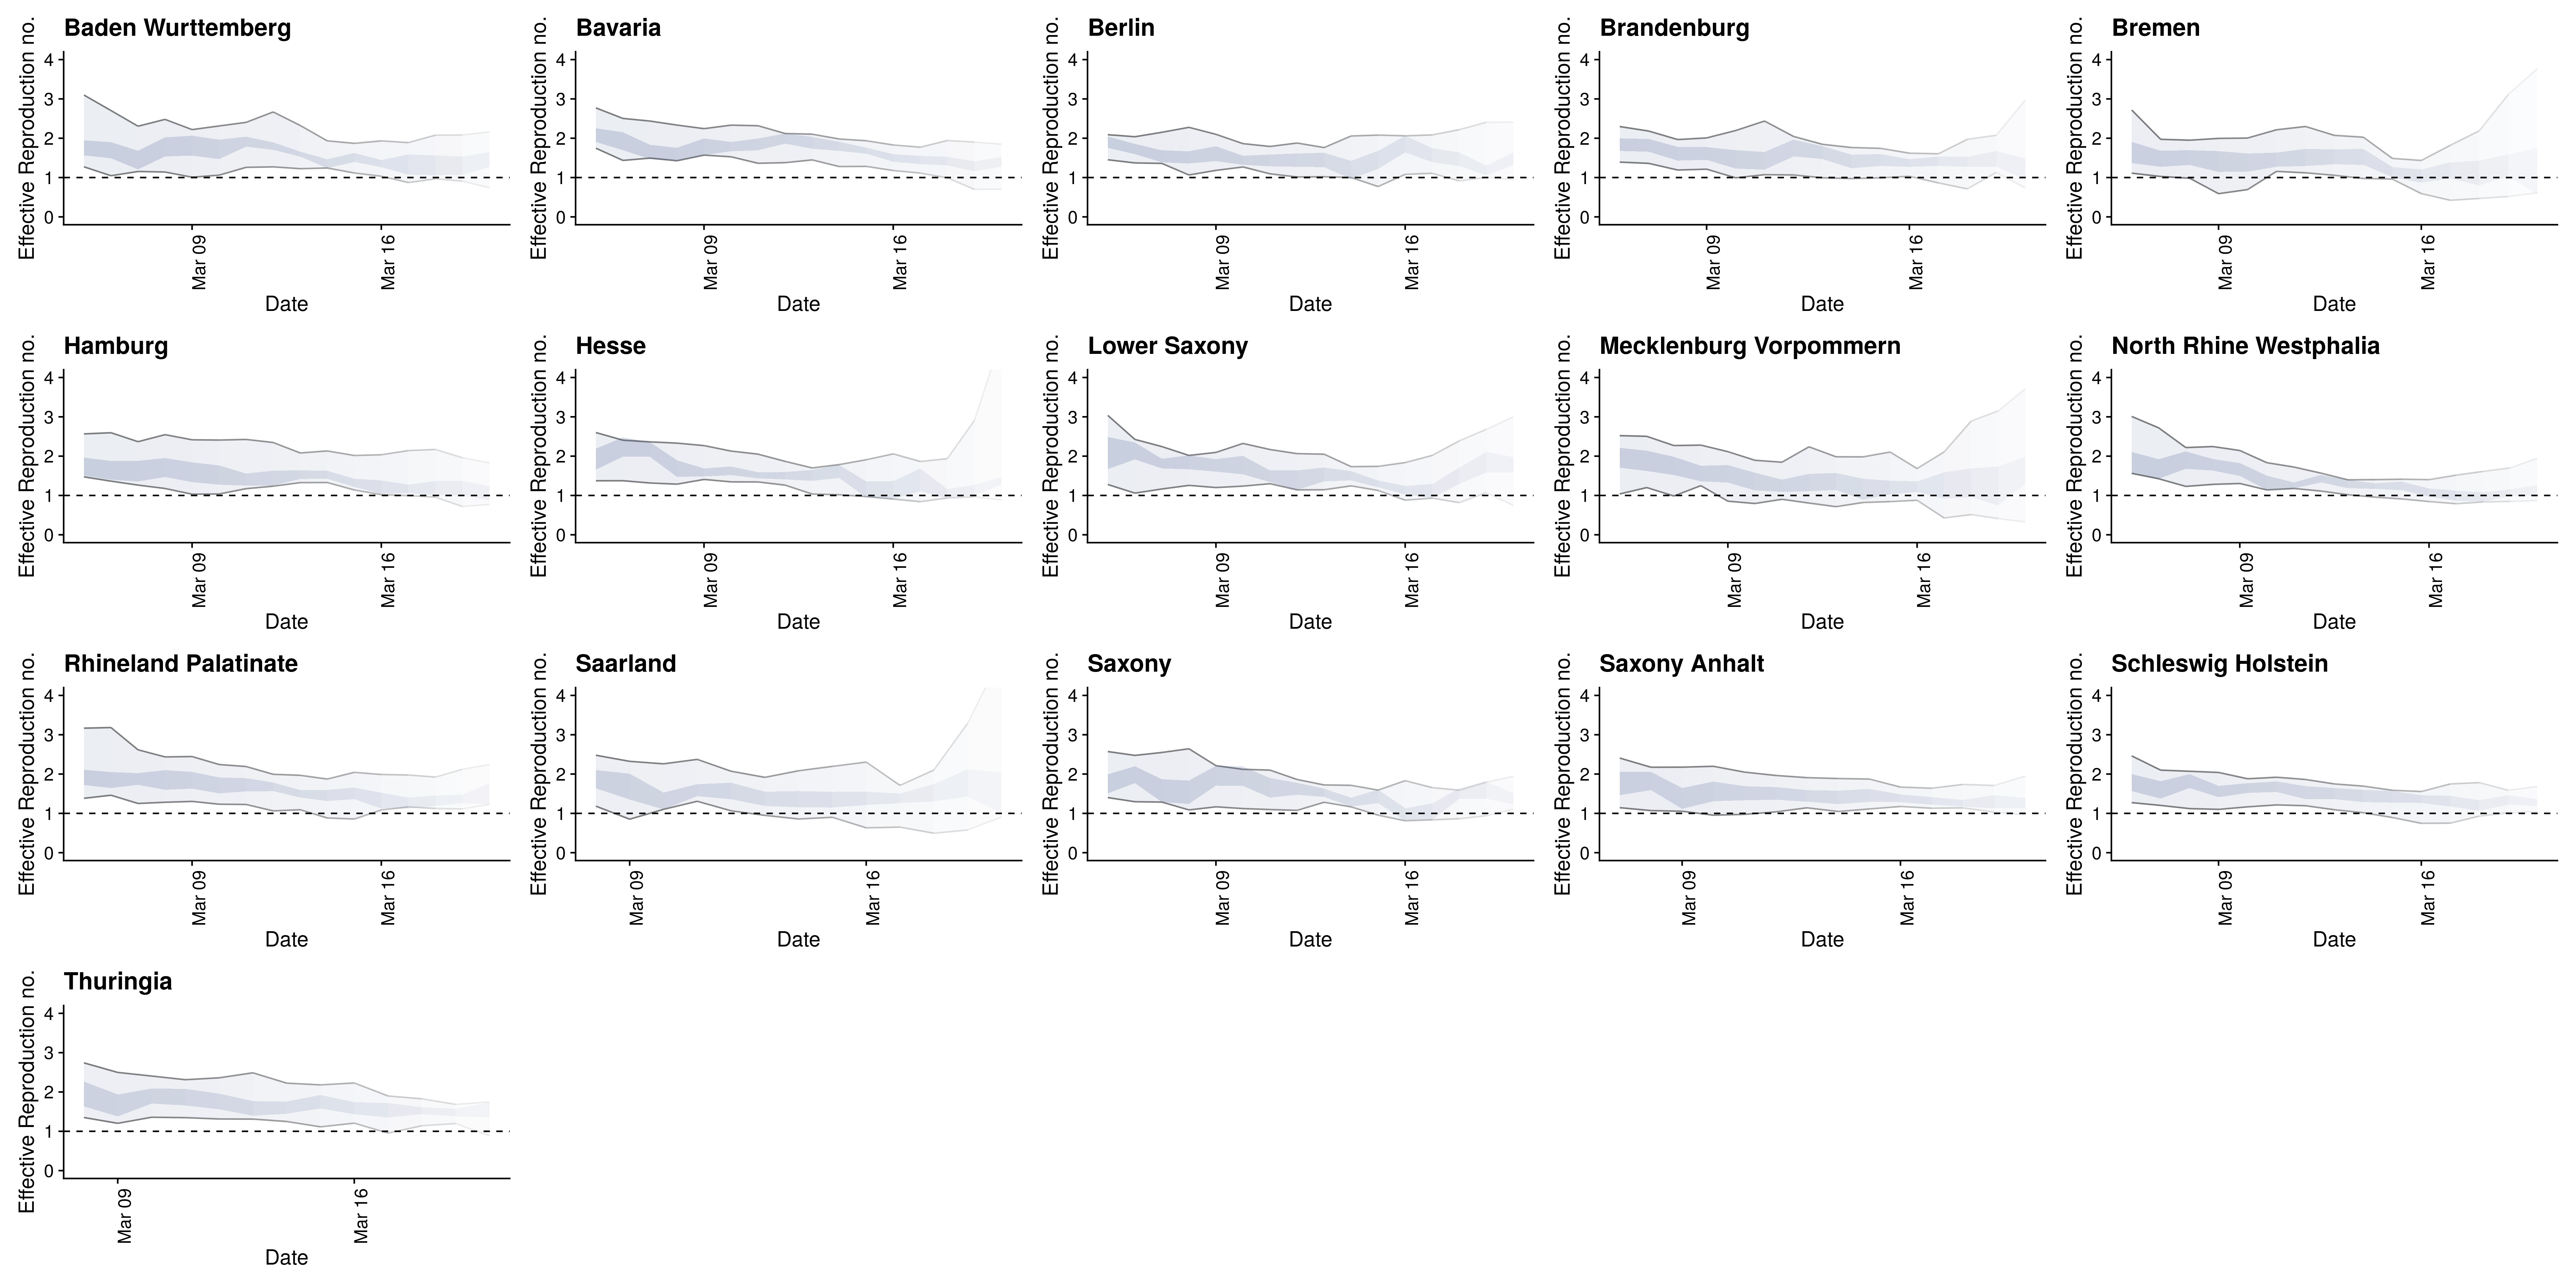 Baden Wurttemberg
Effective Reproduction no.
4
3
2
1
0
Mar 09
Mar 16
Date
Bavaria
Effective Reproduction no.
4
3
2
1
0
Mar 09
Mar 16
Date
Berlin
Effective Reproduction no.
4
3
2
1
0
Mar 09
Mar 16
Date
Brandenburg
Effective Reproduction no.
4
3
2
1
0
Mar 09
Mar 16
Date
Bremen
Effective Reproduction no.
4
3
2
1
0
Mar 09
Mar 16
Date
Hamburg
Effective Reproduction no.
4
3
2
1
0
Mar 09
Mar 16
Date
Hesse
Effective Reproduction no.
4
3
2
1
0
Mar 09
Mar 16
Date
Lower Saxony
Effective Reproduction no.
4
3
2
1
0
Mar 09
Mar 16
Date
Mecklenburg Vorpommern
Effective Reproduction no.
4
3
2
1
0
Mar 09
Mar 16
Date
North Rhine Westphalia
Effective Reproduction no.
4
3
2
1
0
Mar 09
Mar 16
Date
Rhineland Palatinate
Effective Reproduction no.
4
3
2
1
0
Mar 09
Mar 16
Date
Saarland
Effective Reproduction no.
4
3
2
1
0
Mar 09
Mar 16
Date
Saxony
Effective Reproduction no.
4
3
2
1
0
Mar 09
Mar 16
Date
Saxony Anhalt
Effective Reproduction no.
4
3
2
1
0
Mar 09
Mar 16
Date
Schleswig Holstein
Effective Reproduction no.
4
3
2
1
0
Mar 09
Mar 16
Date
Thuringia
Effective Reproduction no.
4
3
2
1
0
Mar 09
Mar 16
Date